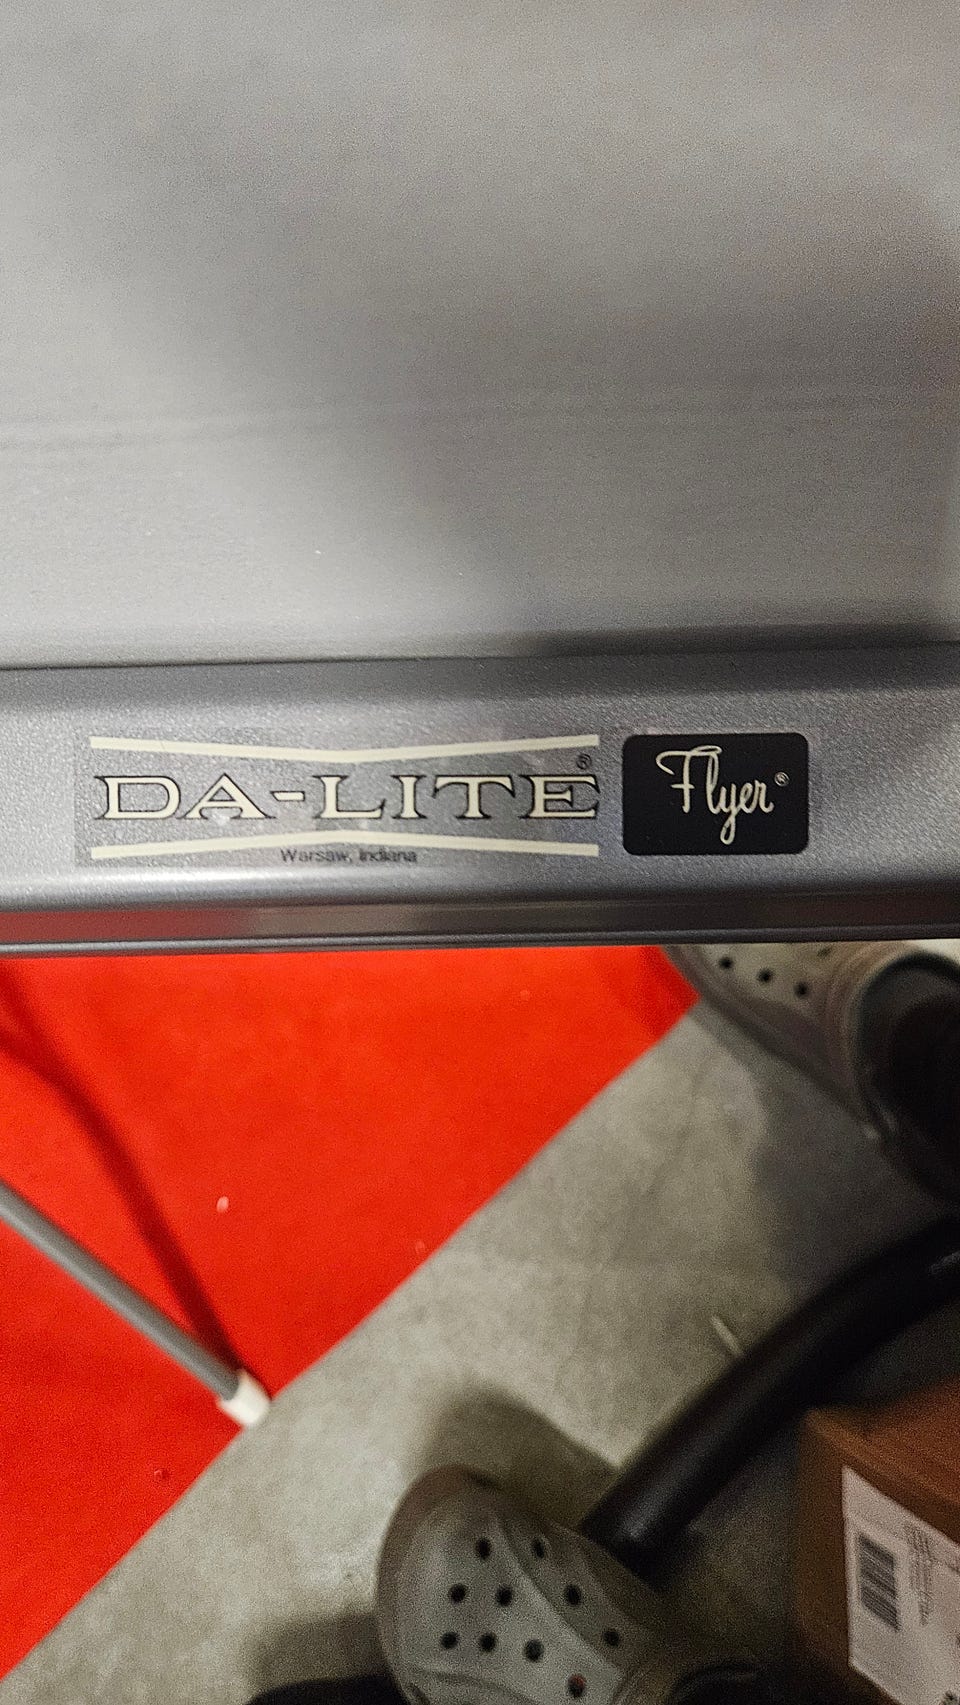 DA-LITE®
Warsaw, Indiana
Flyer®